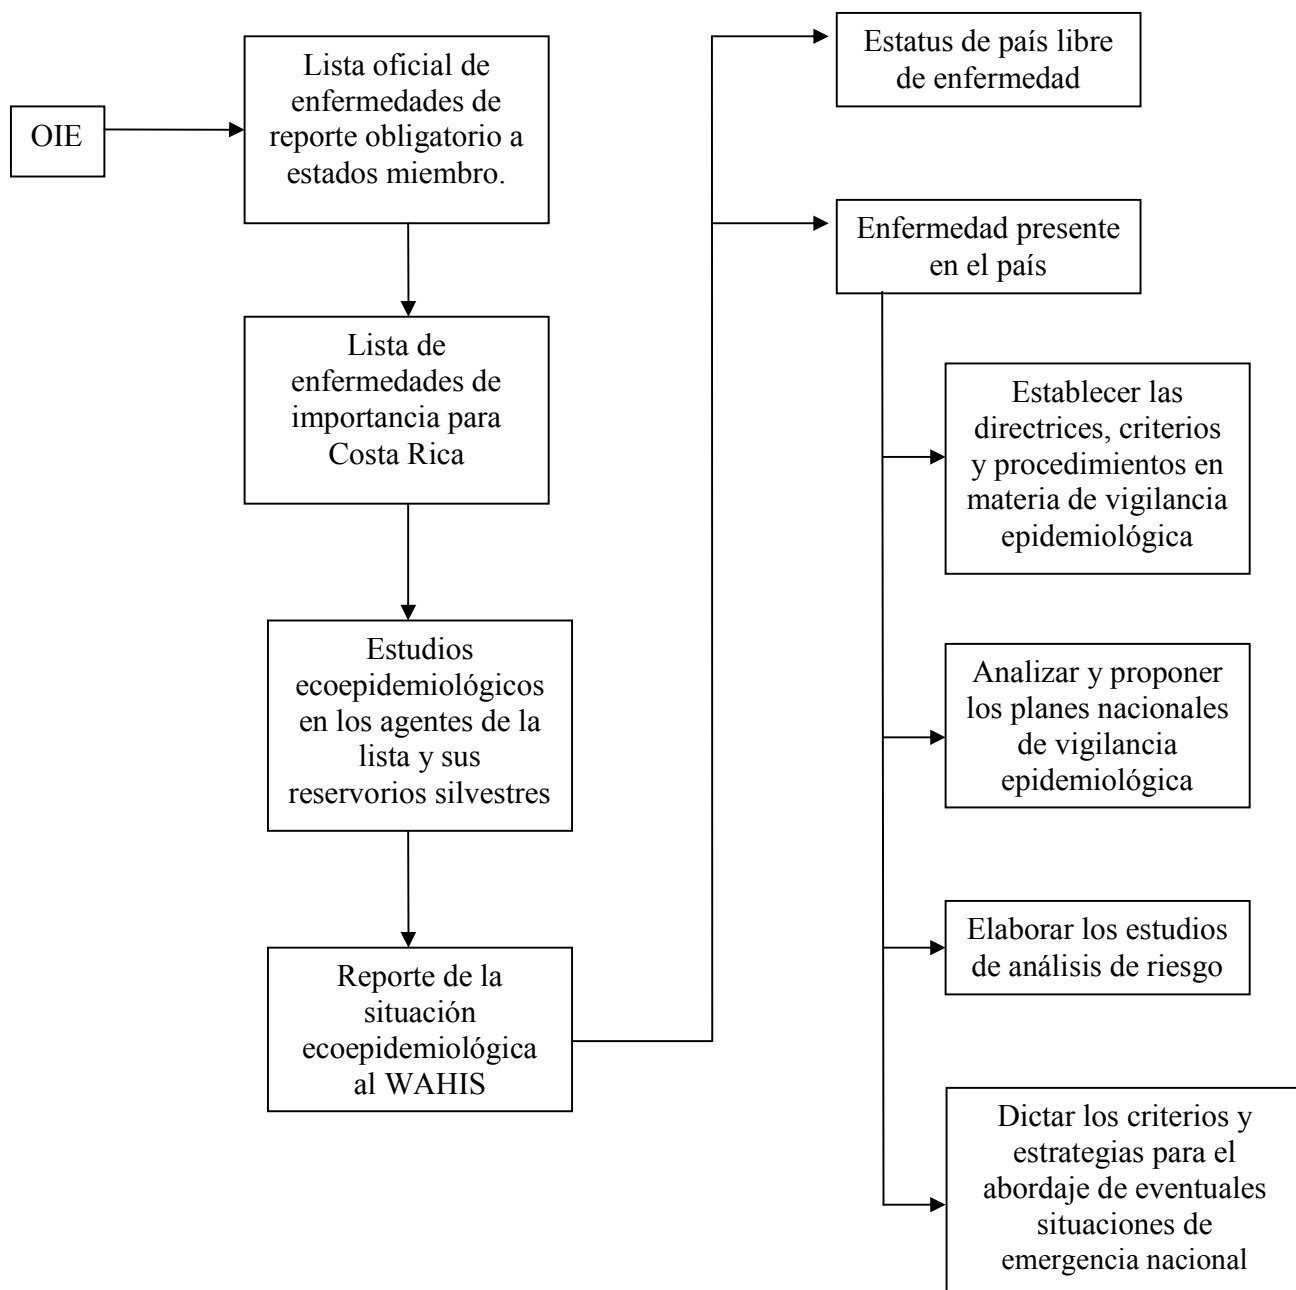 OIE
Lista oficial de
enfermedades de
reporte obligatorio a
estados miembro.
Lista de
enfermedades de
importancia para
Costa Rica
Estudios
ecoepidemiológicos
en los agentes de la
lista y sus
reservorios silvestres
Reporte de la
situación
ecoepidemiológica
al WAHIS
Estatus de país libre
de enfermedad
Enfermedad presente
en el país
Establecer las
directrices, criterios
y procedimientos en
materia de vigilancia
epidemiológica
Analizar y proponer
los planes nacionales
de vigilancia
epidemiológica
Elaborar los estudios
de análisis de riesgo
Dictar los criterios y
estrategias para el
abordaje de eventuales
situaciones de
emergencia nacional